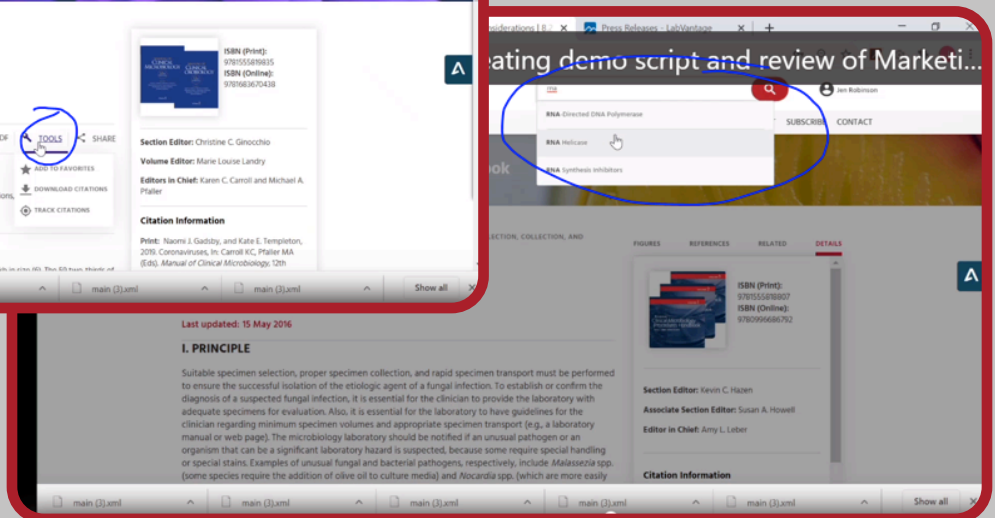 ISBN (Print):
9781555819835
ISBN (Online):
9781683670438
DF TOOLS SHARE
ADD TO FAVORITES
DOWNLOAD CITATIONS
TRACK CITATIONS
Section Editor: Christine C. Ginocchio
Volume Editor: Marie Louise Landry
Editors in Chief: Karen C. Carroll and Michael A.
Pfaller
Citation Information
Print: Naomi J. Gadsby, and Kate E. Templeton,
2019. Coronaviruses, In: Carroll KC, Pfaller MA
(Eds). Manual of Clinical Microbiology, 12th
main (3).xml main (3).xml Show all
siderations | 8.2 Press Releases - LabVantage
eating demo script and review of Marketi...
Jen Robinson
RNA-Directed DNA Polymerase
RNA Helicase
RNA Synthesis Inhibitors
SUBSCRIBE CONTACT
ook
LECTION, COLLECTION, AND
FIGURES REFERENCES RELATED DETAILS
ISBN (Print):
9781555818807
ISBN (Online):
9780996686792
Section Editor: Kevin C. Hazen
Associate Section Editor: Susan A. Howell
Editor in Chief: Amy L. Leber
Citation Information
Last updated: 15 May 2016
I. PRINCIPLE
Suitable specimen selection, proper specimen collection, and rapid specimen transport must be performed
to ensure the successful isolation of the etiologic agent of a fungal infection. To establish or confirm the
diagnosis of a suspected fungal infection, it is essential for the clinician to provide the laboratory with
adequate specimens for evaluation. Also, it is essential for the laboratory to have guidelines for the
clinician regarding minimum specimen volumes and appropriate specimen transport (e.g., a laboratory
manual or web page). The microbiology laboratory should be notified if an unusual pathogen or an
organism that can be a significant laboratory hazard is suspected, because some require special handling
or special stains. Examples of unusual fungal and bacterial pathogens, respectively, include Malassezia spp.
(some species require the addition of olive oil to culture media) and Nocardia spp. (which are more easily
main (3).xml main (3).xml main (3).xml main (3).xml main (3).xml Show all